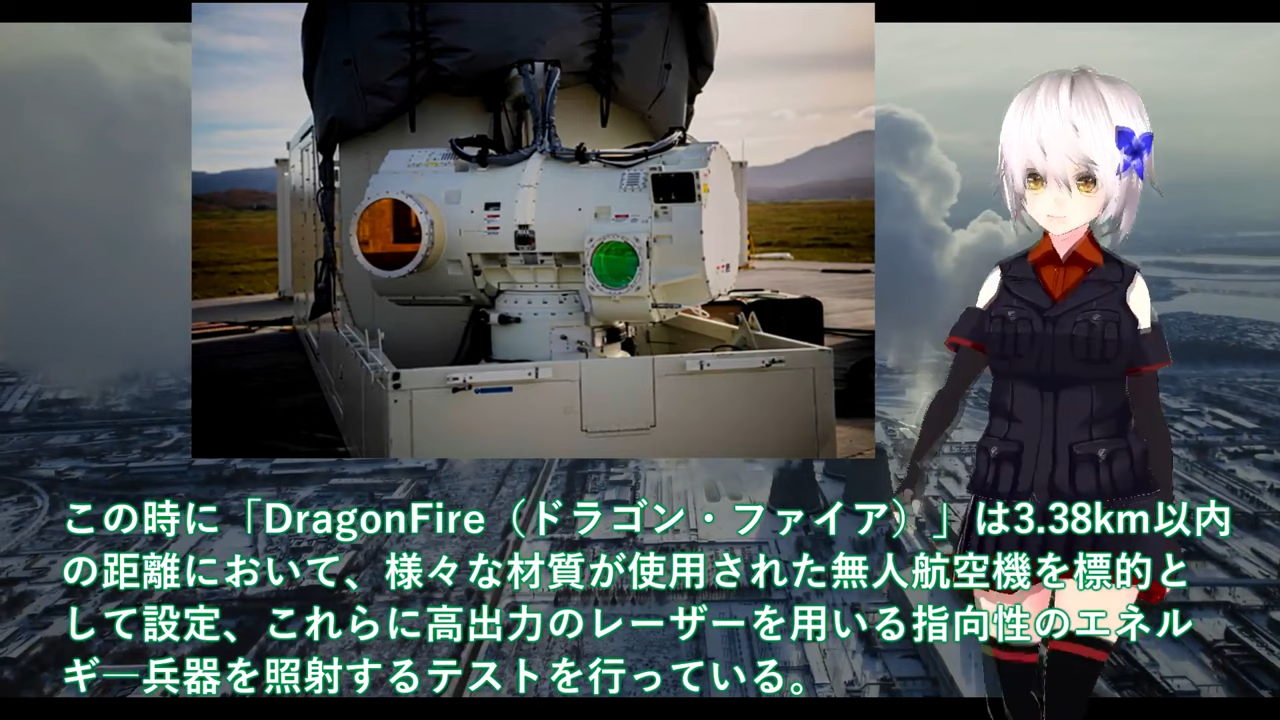 この時に「DragonFire（ドラゴン・ファイア）」は3.38km以内
の距離において、様々な材質が使用された無人航空機を標的と
して設定、これらに高出力のレーザーを用いる指向性のエネル
ギ―兵器を照射するテストを行っている。